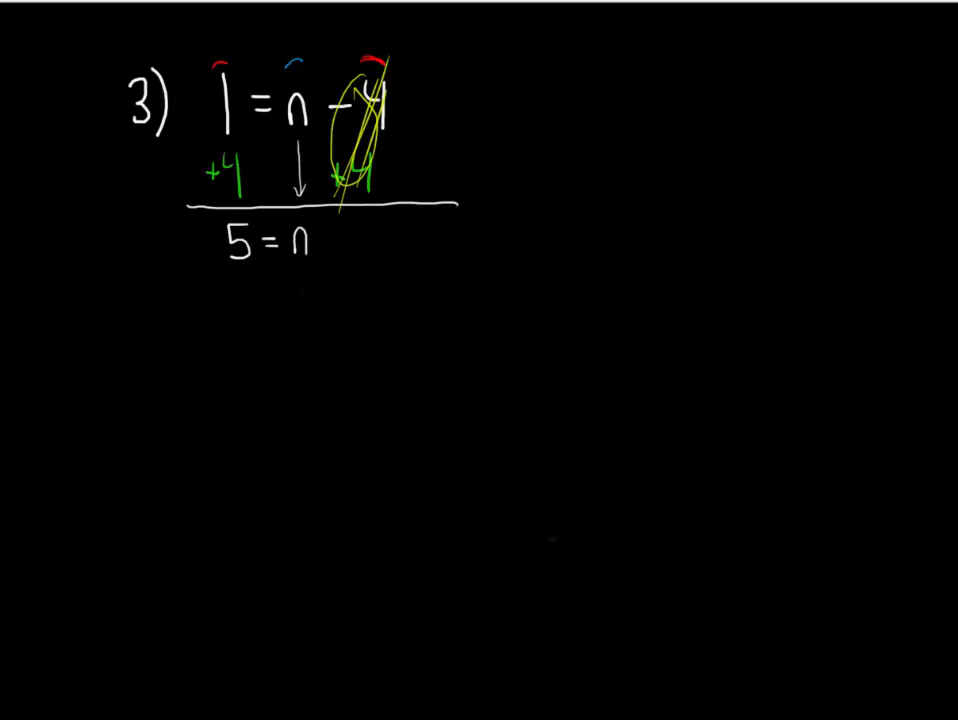 3) 1 = n - 4
+4 +4
5 = n